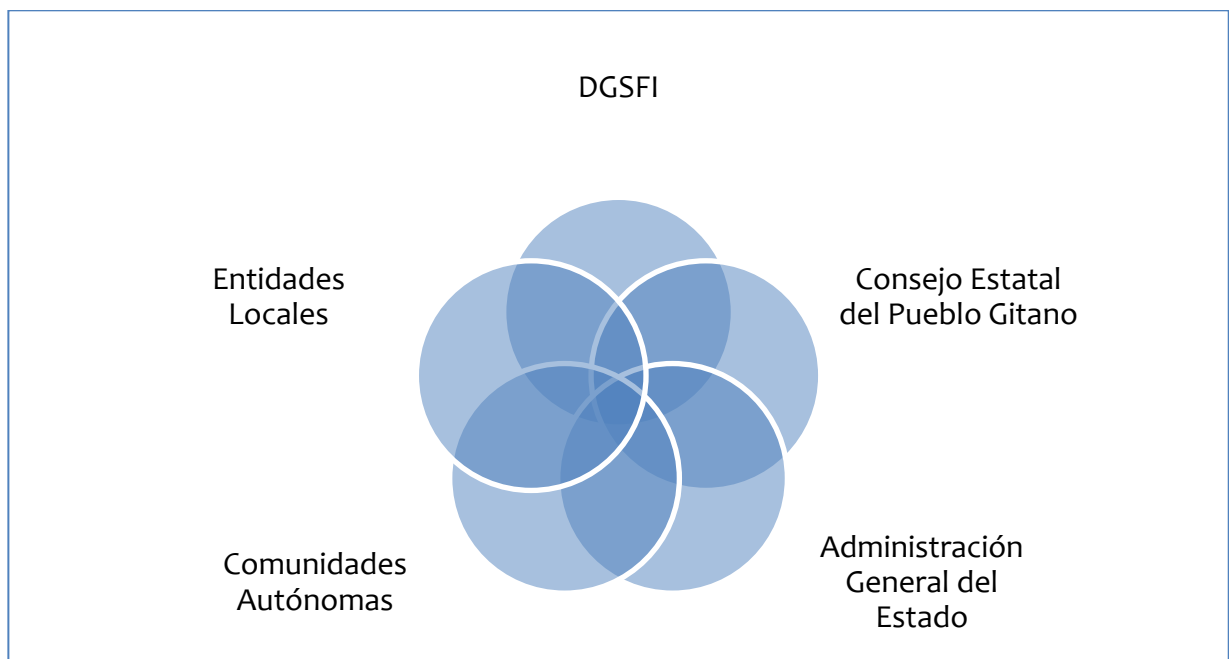 DGSFI
Entidades
Locales
Consejo Estatal
del Pueblo Gitano
Comunidades
Autónomas
Administración
General del
Estado